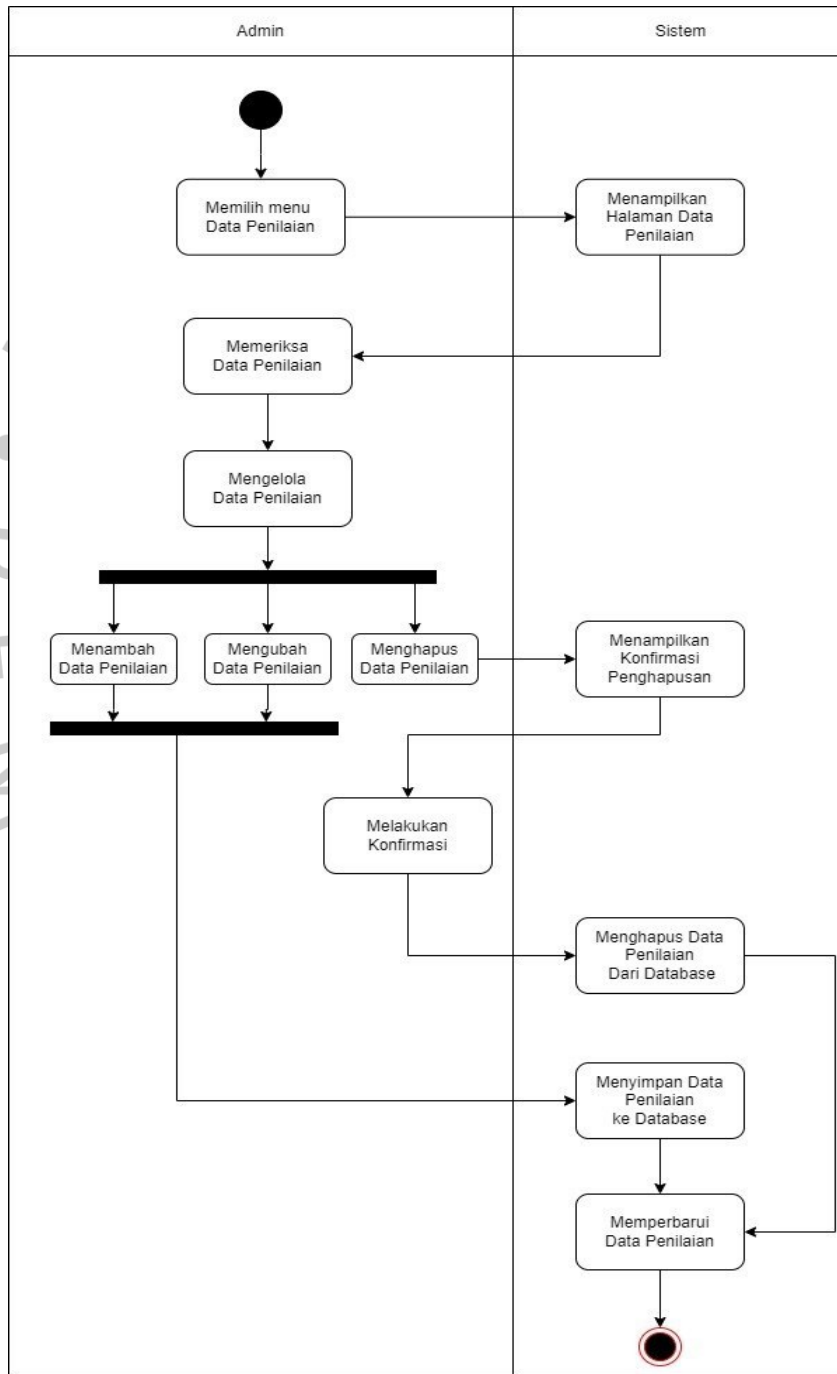 Admin
Sistem
Memilih menu
Data Penilaian
Menampilkan
Halaman Data
Penilaian
Memeriksa
Data Penilaian
Mengelola
Data Penilaian
Menambah
Data Penilaian
Mengubah
Data Penilaian
Menghapus
Data Penilaian
Menampilkan
Konfirmasi
Penghapusan
Melakukan
Konfirmasi
Menghapus Data
Penilaian
Dari Database
Menyimpan Data
Penilaian
ke Database
Memperbarui
Data Penilaian